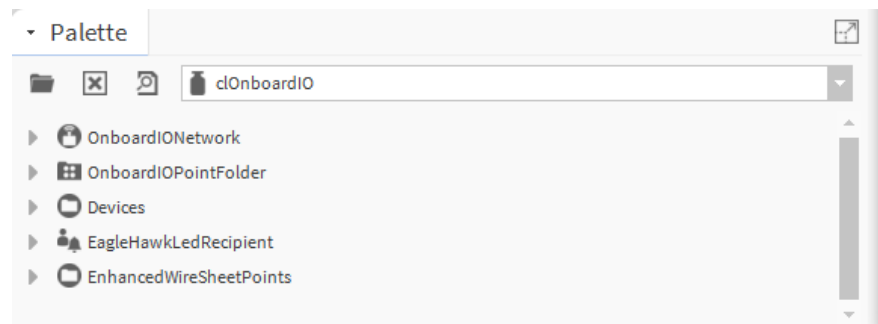 Palette
clOnboardIO
OnboardIONetwork
OnboardIOPointFolder
Devices
EagleHawkLedRecipient
EnhancedWireSheetPoints